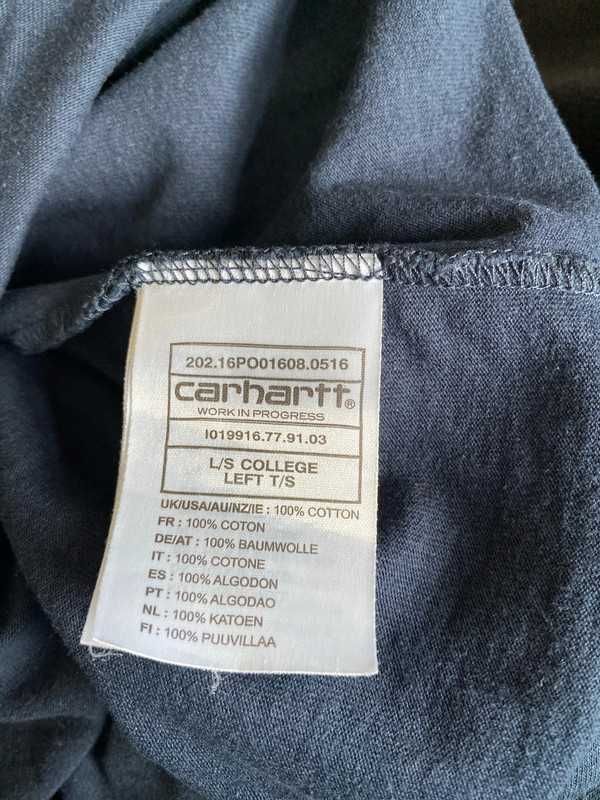 202.16PO01608.0516
carhartt®
WORK IN PROGRESS
I019916.77.91.03
L/S COLLEGE
LEFT T/S
UK/USA/AU/NZ/IE : 100% COTTON
FR : 100% COTON
DE/AT : 100% BAUMWOLLE
IT : 100% COTONE
ES : 100% ALGODON
PT : 100% ALGODAO
NL : 100% KATOEN
FI : 100% PUUVILLAA